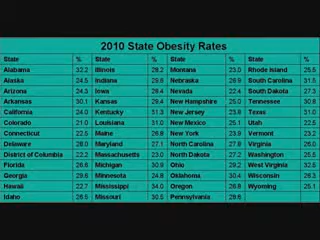 2010 State Obesity Rates
State % State % State % State %
Alabama 32.2 Illinois 28.2 Montana 23.0 Rhode Island 25.5
Alaska 24.5 Indiana 29.6 Nebraska 26.9 South Carolina 31.5
Arizona 24.3 Iowa 28.4 Nevada 22.4 South Dakota 27.3
Arkansas 30.1 Kansas 29.4 New Hampshire 25.0 Tennessee 30.8
California 24.0 Kentucky 31.3 New Jersey 23.8 Texas 31.0
Colorado 21.0 Louisiana 31.0 New Mexico 25.1 Utah 22.5
Connecticut 22.5 Maine 26.8 New York 23.9 Vermont 23.2
Delaware 28.0 Maryland 27.1 North Carolina 27.8 Virginia 26.0
District of Columbia 22.2 Massachusetts 23.0 North Dakota 27.2 Washington 25.5
Florida 26.6 Michigan 30.9 Ohio 29.2 West Virginia 32.5
Georgia 29.6 Minnesota 24.8 Oklahoma 30.4 Wisconsin 26.3
Hawaii 22.7 Mississippi 34.0 Oregon 26.8 Wyoming 25.1
Idaho 26.5 Missouri 30.5 Pennsylvania 28.6